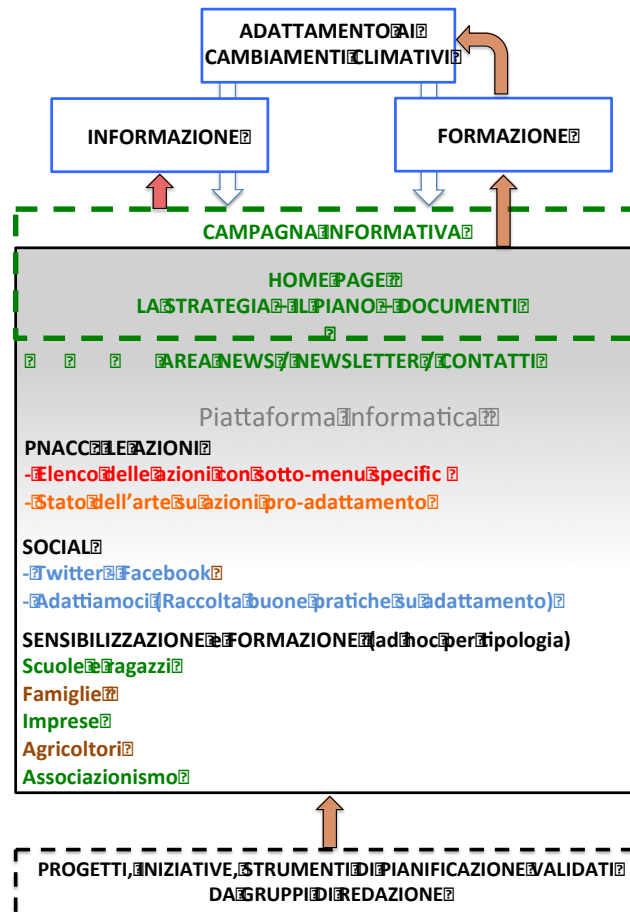 ADATTAMENTO AI
CAMBIAMENTI CLIMATIVI
INFORMAZIONE
FORMAZIONE
CAMPAGNA INFORMATIVA
HOME PAGE
LA STRATEGIA – IL PIANO – DOCUMENTI
AREA NEWS / NEWSLETTER / CONTATTI
Piattaforma Informatica
PNACC: LE AZIONI
- Elenco delle azioni con sotto-menu specific
- Stato dell'arte su azioni pro-adattamento
SOCIAL
- Twitter - Facebook
- Adattiamoci (Raccolta buone pratiche su adattamento)
SENSIBILIZZAZIONE e FORMAZIONE (ad hoc per tipologia)
Scuole e ragazzi
Famiglie
Imprese
Agricoltori
Associazionismo
PROGETTI, INIZIATIVE, STRUMENTI DI PIANIFICAZIONE VALIDATI
DA GRUPPI DI REDAZIONE